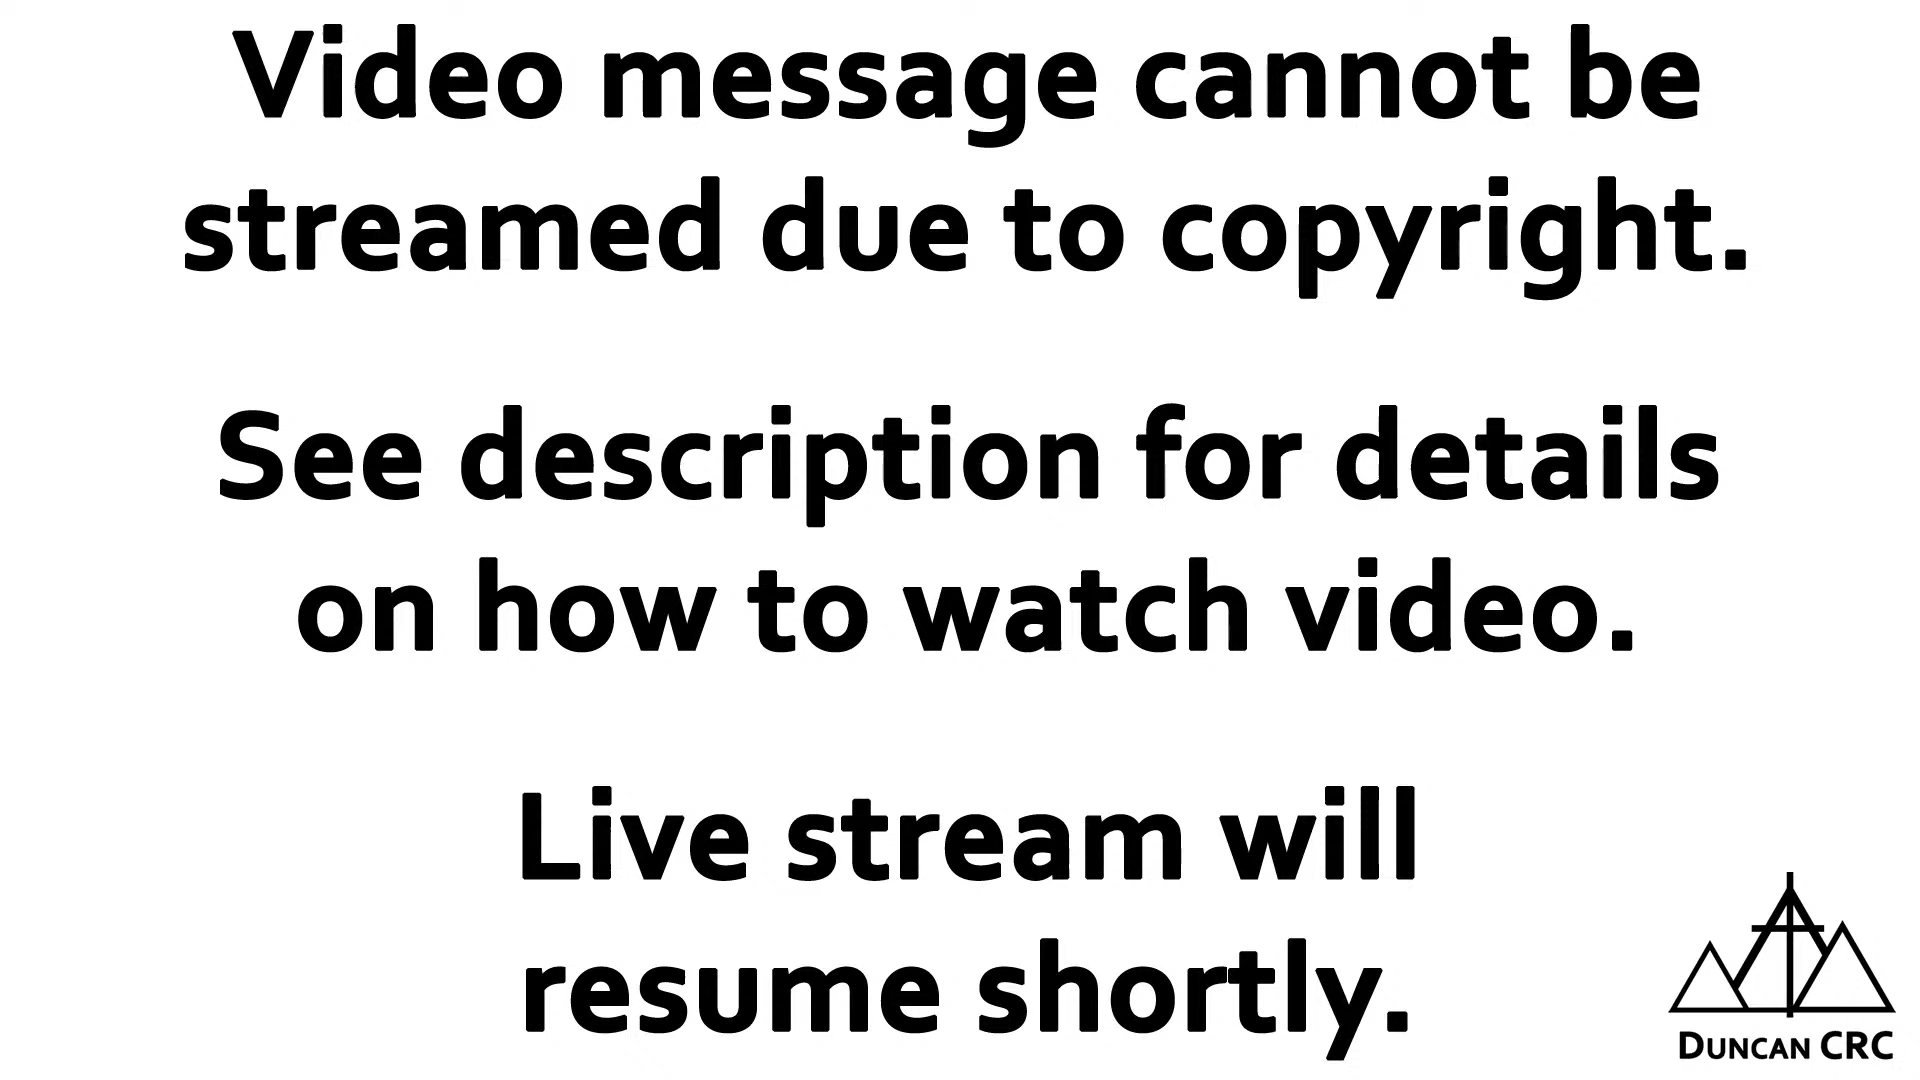 Video message cannot be
streamed due to copyright.
See description for details
on how to watch video.
Live stream will
resume shortly.
DUNCAN CRC